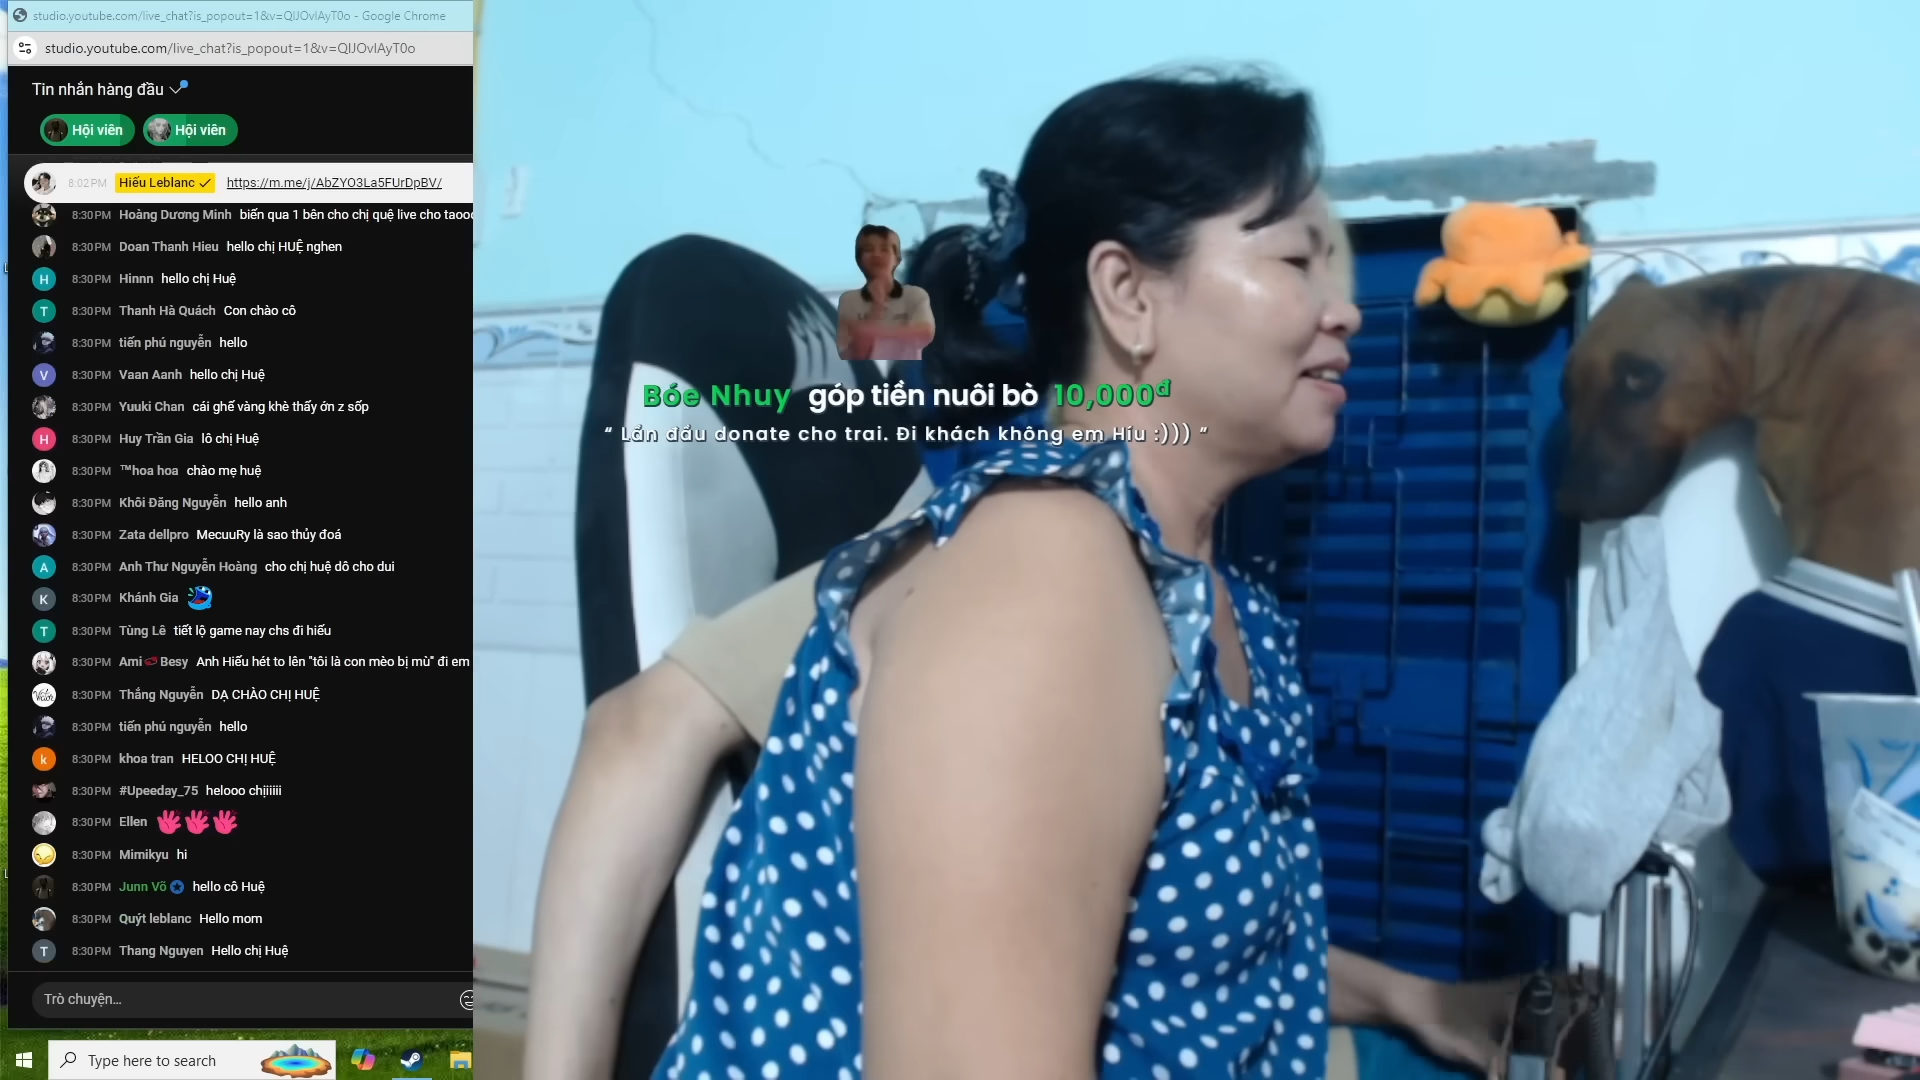 studio.youtube.com/live_chat?is_popout=1&v=QIJOvIAyT0o - Google Chrome
studio.youtube.com/live_chat?is_popout=1&v=QIJOvIAyT0o
Tin nhắn hàng đầu
Hội viên Hội viên
8:02 PM Hiếu Leblanc https://m.me/j/AbZYO3La5FUrDpBV/
8:30 PM Hoàng Dương Minh biến qua 1 bên cho chị quệ live cho taooo
8:30 PM Doan Thanh Hieu hello chị HUỆ nghen
H 8:30 PM Hinnn hello chị Huệ
T 8:30 PM Thanh Hà Quách Con chào cô
8:30 PM tiến phú nguyễn hello
V 8:30 PM Vaan Aanh hello chị Huệ
8:30 PM Yuuki Chan cái ghế vàng khè thấy ớn z sốp
H 8:30 PM Huy Trần Gia lô chị Huệ
8:30 PM ™hoa hoa chào mẹ huệ
8:30 PM Khôi Đăng Nguyễn hello anh
8:30 PM Zata dellpro MecuuRy là sao thủy đoá
A 8:30 PM Anh Thư Nguyễn Hoàng cho chị huệ dô cho dui
K 8:30 PM Khánh Gia
T 8:30 PM Tùng Lê tiết lộ game nay chs đi hiếu
8:30 PM Ami Besy Anh Hiếu hét to lên "tôi là con mèo bị mù" đi em
8:30 PM Thắng Nguyễn DẠ CHÀO CHỊ HUỆ
8:30 PM tiến phú nguyễn hello
k 8:30 PM khoa tran HELOO CHỊ HUỆ
8:30 PM #Upeeday_75 helooo chịiiiii
8:30 PM Ellen
8:30 PM Mimikyu hi
8:30 PM Junn Võ hello cô Huệ
8:30 PM Quýt leblanc Hello mom
T 8:30 PM Thang Nguyen Hello chị Huệ
Trò chuyện...
Type here to search
Bóe Nhuy góp tiền nuôi bò 10,000đ
“ Lần đầu donate cho trai. Đi khách không em Híu :))) ”